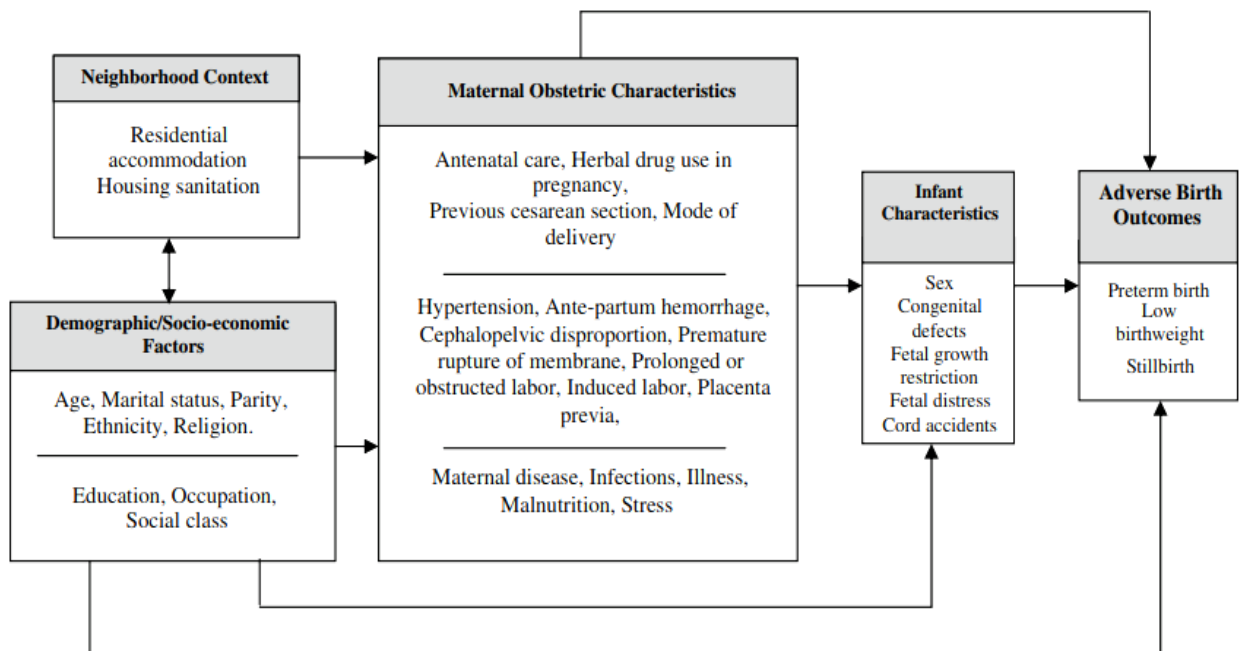 Neighborhood Context
Residential
accommodation
Housing sanitation
Demographic/Socio-economic
Factors
Age, Marital status, Parity,
Ethnicity, Religion.
Education, Occupation,
Social class
Maternal Obstetric Characteristics
Antenatal care, Herbal drug use in
pregnancy,
Previous cesarean section, Mode of
delivery
Hypertension, Ante-partum hemorrhage,
Cephalopelvic disproportion, Premature
rupture of membrane, Prolonged or
obstructed labor, Induced labor, Placenta
previa,
Maternal disease, Infections, Illness,
Malnutrition, Stress
Infant
Characteristics
Sex
Congenital
defects
Fetal growth
restriction
Fetal distress
Cord accidents
Adverse Birth
Outcomes
Preterm birth
Low
birthweight
Stillbirth